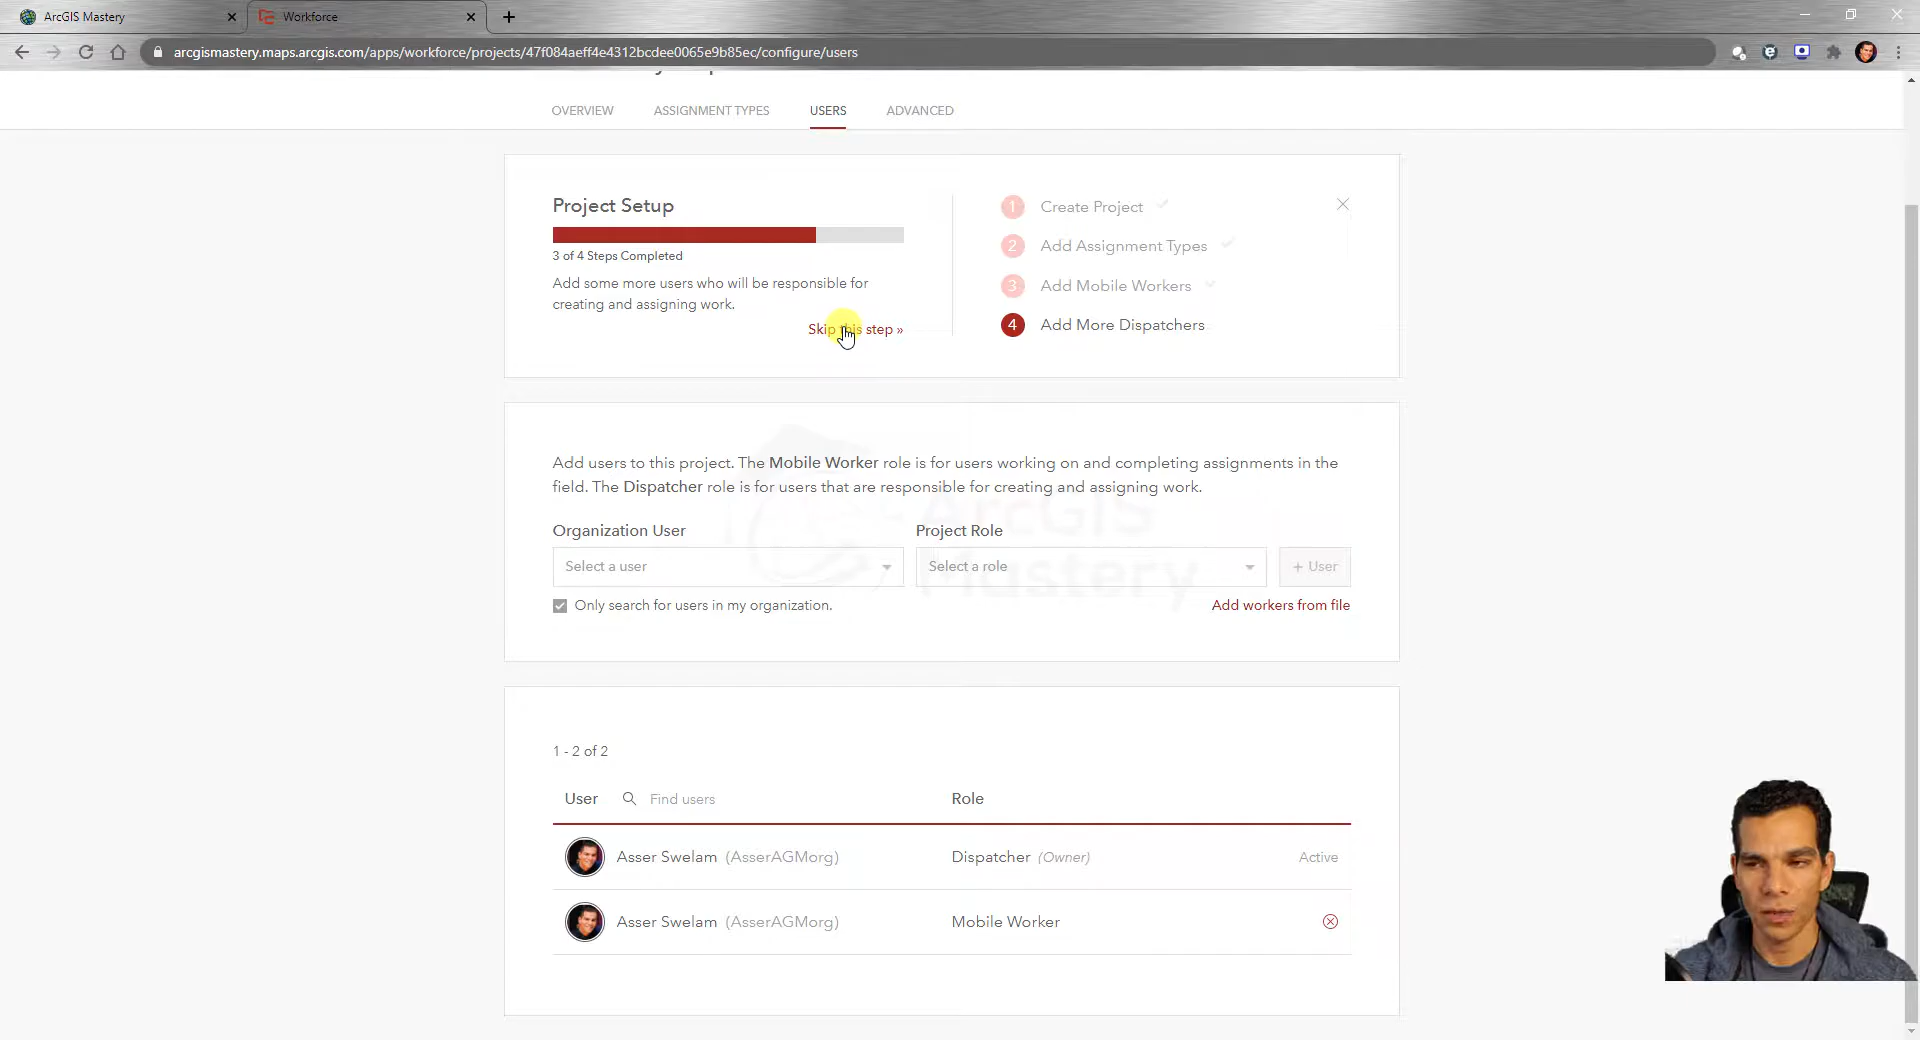 ArcGIS Mastery
Workforce
arcgismastery.maps.arcgis.com/apps/workforce/projects/47f084aeff4e4312bcdee0065e9b85ec/configure/users
OVERVIEW ASSIGNMENT TYPES USERS ADVANCED
Project Setup
3 of 4 Steps Completed
Add some more users who will be responsible for
creating and assigning work.
Skip this step »
1 Create Project
2 Add Assignment Types
3 Add Mobile Workers
4 Add More Dispatchers
Add users to this project. The Mobile Worker role is for users working on and completing assignments in the
field. The Dispatcher role is for users that are responsible for creating and assigning work.
ArcGIS
Mastery
Organization User Project Role
Select a user Select a role + User
Only search for users in my organization. Add workers from file
1 - 2 of 2
User Find users Role
Asser Swelam (AsserAGMorg) Dispatcher (Owner) Active
Asser Swelam (AsserAGMorg) Mobile Worker